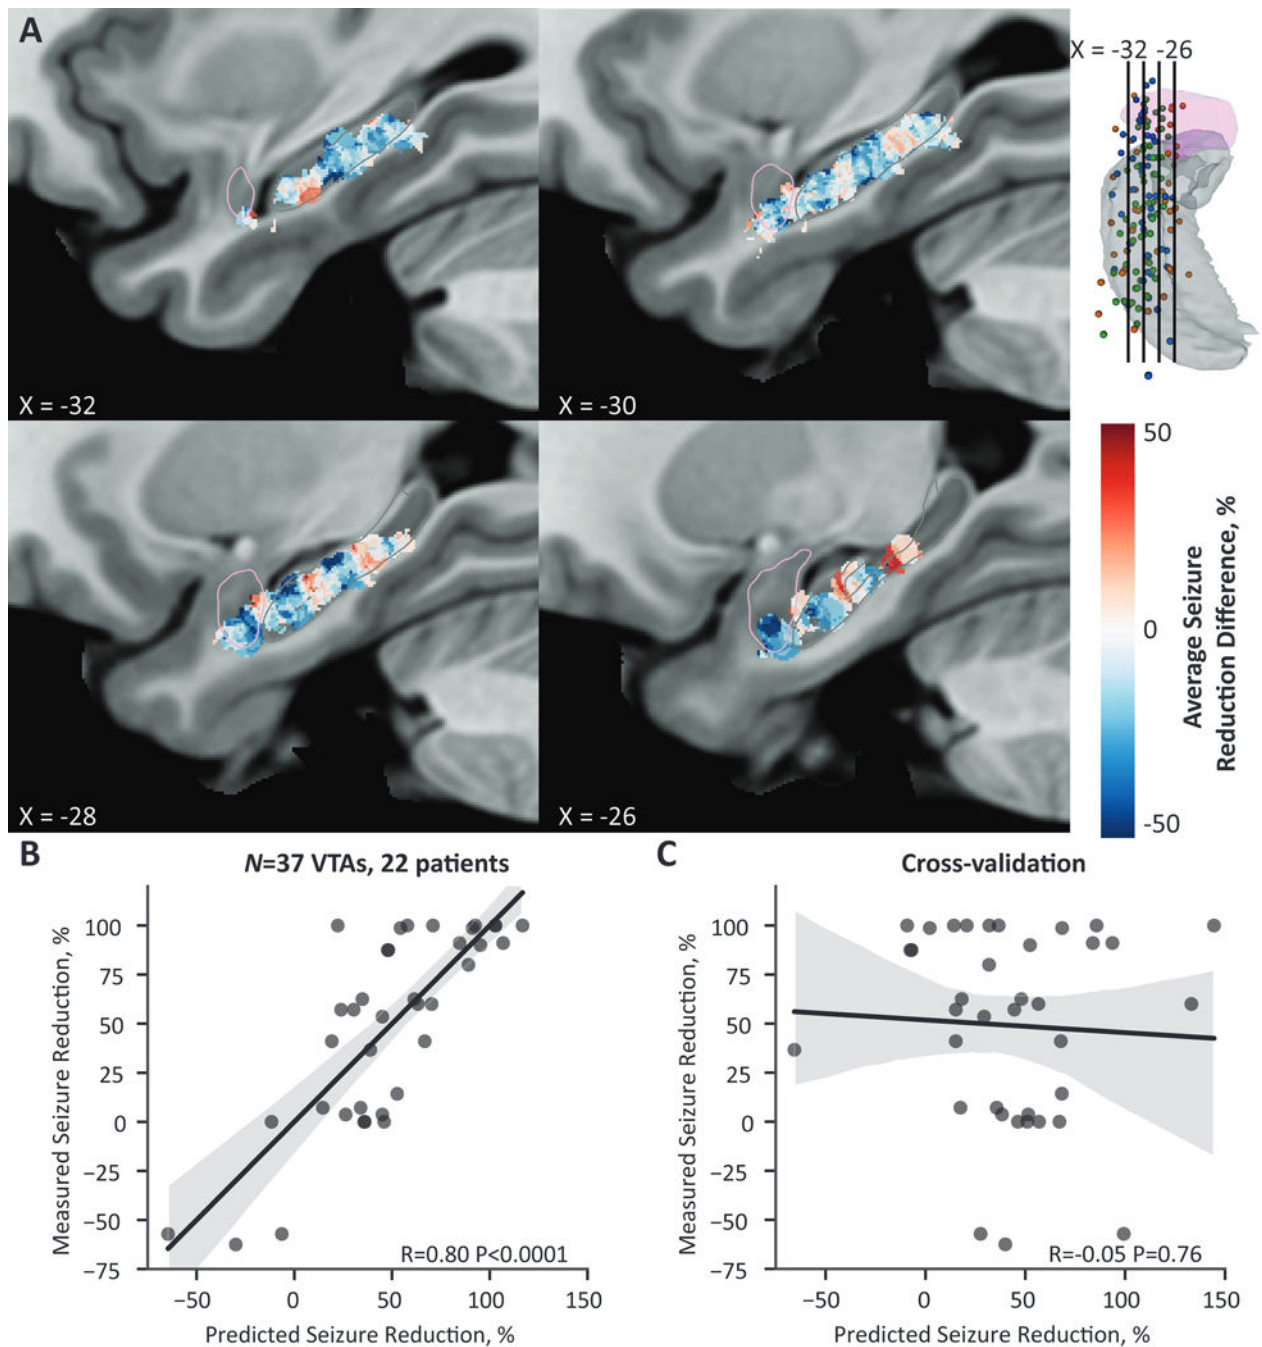 A
X = -32 -26
X = -32
X = -30
50
0
-50
Average Seizure
Reduction Difference, %
X = -28
X = -26
B
N=37 VTAs, 22 patients
100
75
50
25
0
−25
−50
−75
Measured Seizure Reduction, %
R=0.80 P<0.0001
−50 0 50 100 150
Predicted Seizure Reduction, %
C
Cross-validation
100
75
50
25
0
−25
−50
−75
Measured Seizure Reduction, %
R=-0.05 P=0.76
−50 0 50 100 150
Predicted Seizure Reduction, %